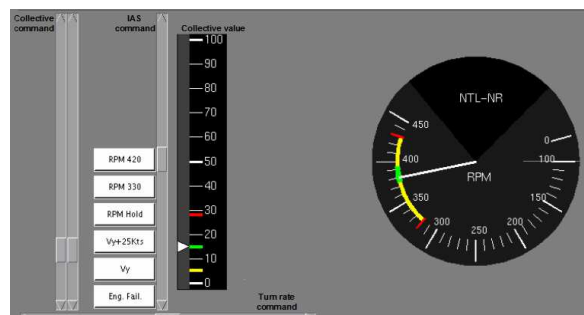 Collective
command
IAS
command
Collective value
100
90
80
70
60
50
40
30
20
10
0
RPM 420
RPM 330
RPM Hold
Vy+25Kts
Vy
Eng. Fail.
Turn rate
command
NTL-NR
RPM
450
400
350
300
250
200
150
100
0